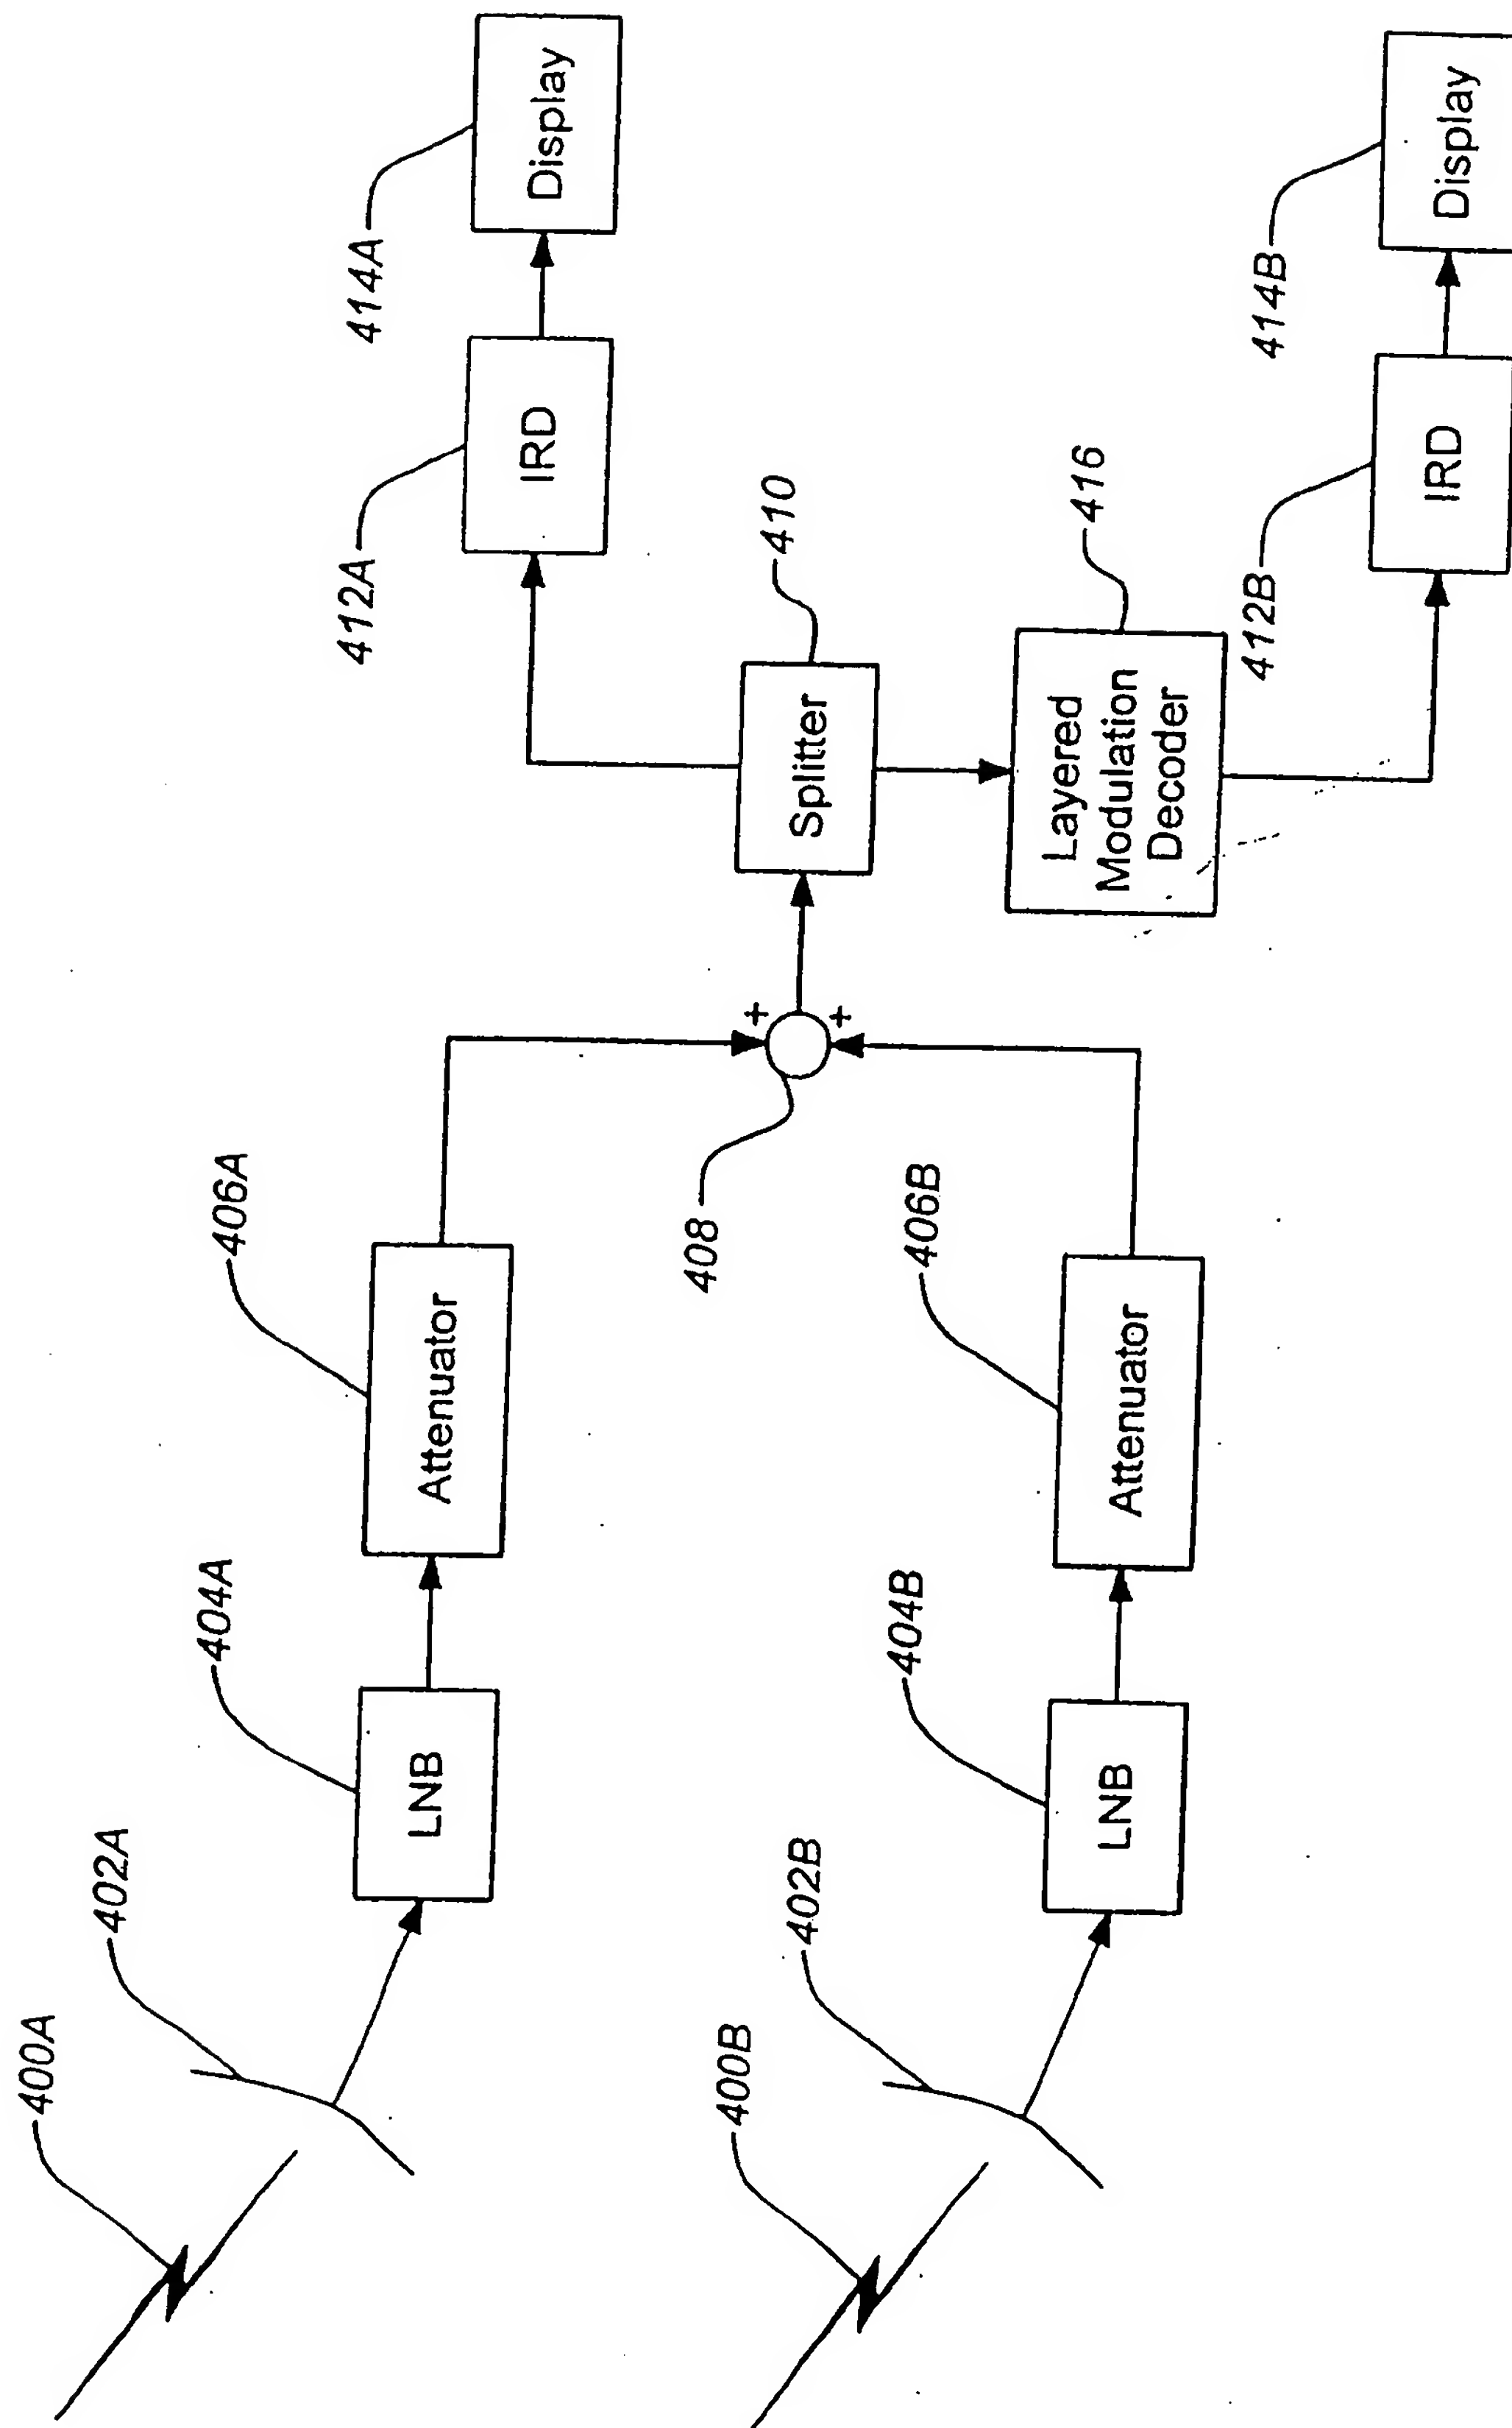 400A
402A
404A
LNB
406A
Attenuator
408
+
+
410
Splitter
412A
IRD
414A
Display
400B
402B
404B
LNB
406B
Attenuator
416
Layered
Modulation
Decoder
412B
IRD
414B
Display